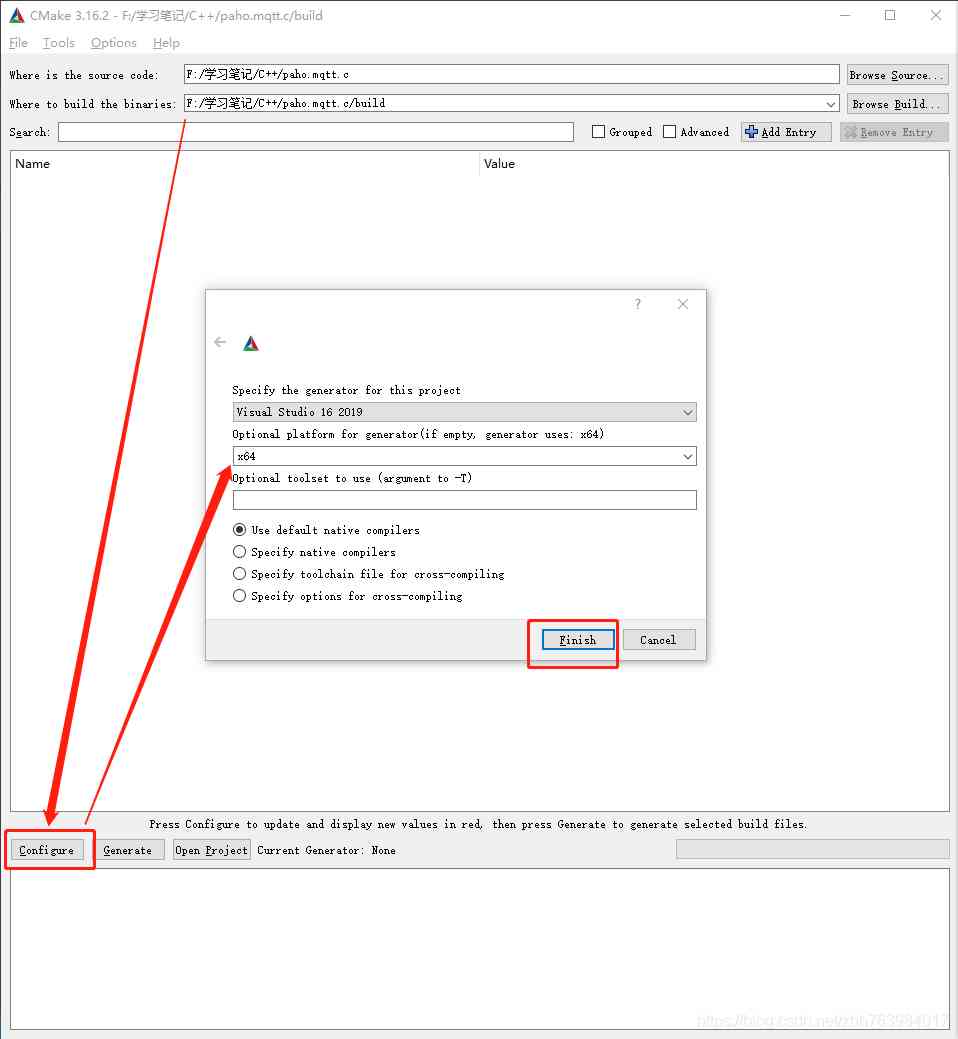 CMake 3.16.2 - F:/学习笔记/C++/paho.mqtt.c/build
File Tools Options Help
Where is the source code: F:/学习笔记/C++/paho.mqtt.c Browse Source...
Where to build the binaries: F:/学习笔记/C++/paho.mqtt.c/build Browse Build...
Search: Grouped Advanced Add Entry Remove Entry
Name Value
?
Specify the generator for this project
Visual Studio 16 2019
Optional platform for generator(if empty, generator uses: x64)
x64
Optional toolset to use (argument to -T)
Use default native compilers
Specify native compilers
Specify toolchain file for cross-compiling
Specify options for cross-compiling
Finish Cancel
Press Configure to update and display new values in red, then press Generate to generate selected build files.
Configure Generate Open Project Current Generator: None